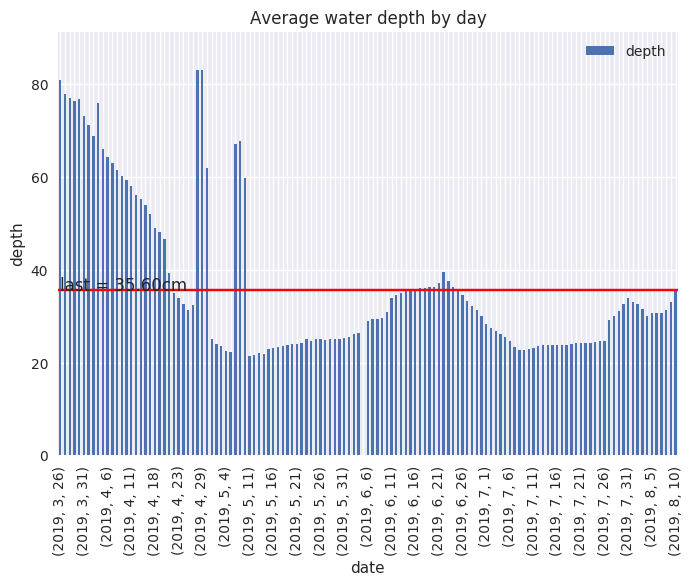 Average water depth by day
depth
80
60
40
20
0
depth
last = 35.60cm
(2019, 3, 26)
(2019, 3, 31)
(2019, 4, 6)
(2019, 4, 11)
(2019, 4, 18)
(2019, 4, 23)
(2019, 4, 29)
(2019, 5, 4)
(2019, 5, 11)
(2019, 5, 16)
(2019, 5, 21)
(2019, 5, 26)
(2019, 5, 31)
(2019, 6, 6)
(2019, 6, 11)
(2019, 6, 16)
(2019, 6, 21)
(2019, 6, 26)
(2019, 7, 1)
(2019, 7, 6)
(2019, 7, 11)
(2019, 7, 16)
(2019, 7, 21)
(2019, 7, 26)
(2019, 7, 31)
(2019, 8, 5)
(2019, 8, 10)
date